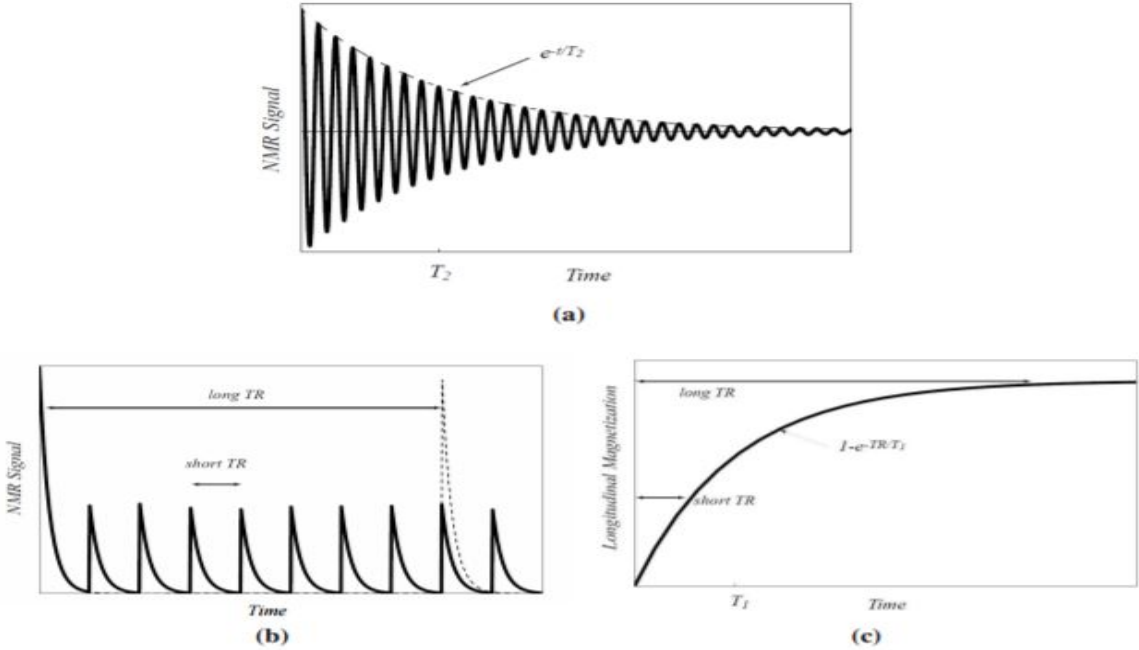 e-t/T2
NMR Signal
T2
Time
(a)
long TR
short TR
NMR Signal
Time
(b)
long TR
1-e-TR/T1
short TR
Longitudinal Magnetization
T1
Time
(c)